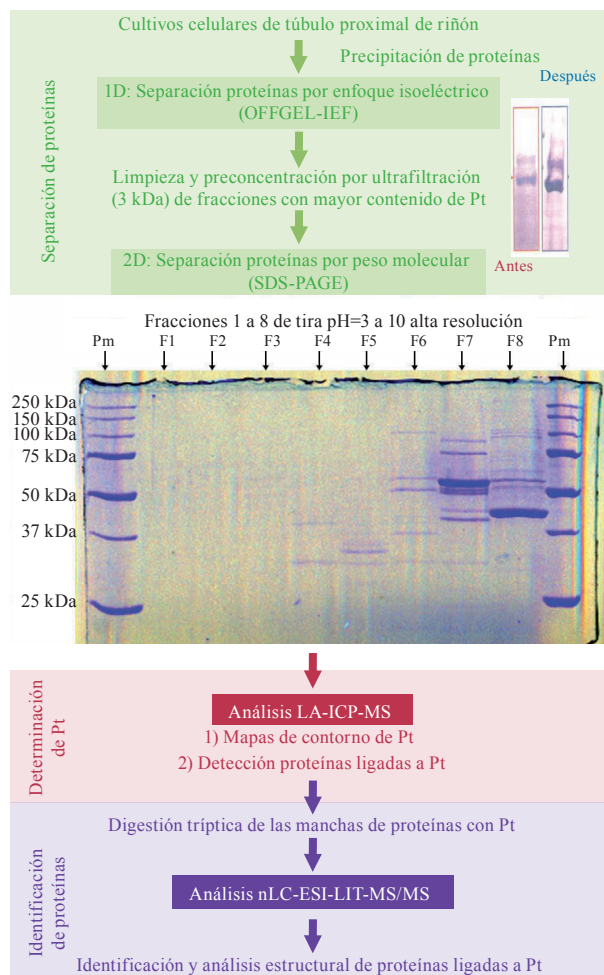 Cultivos celulares de túbulo proximal de riñón
Precipitación de proteínas
Separación de proteínas
1D: Separación proteínas por enfoque isoeléctrico
(OFFGEL-IEF)
Después
Limpieza y preconcentración por ultrafiltración
(3 kDa) de fracciones con mayor contenido de Pt
Antes
2D: Separación proteínas por peso molecular
(SDS-PAGE)
Fracciones 1 a 8 de tira pH=3 a 10 alta resolución
Pm F1 F2 F3 F4 F5 F6 F7 F8 Pm
250 kDa
150 kDa
100 kDa
75 kDa
50 kDa
37 kDa
25 kDa
Determinación
de Pt
Análisis LA-ICP-MS
1) Mapas de contorno de Pt
2) Detección proteínas ligadas a Pt
Identificación
de proteínas
Digestión tríptica de las manchas de proteínas con Pt
Análisis nLC-ESI-LIT-MS/MS
Identificación y análisis estructural de proteínas ligadas a Pt